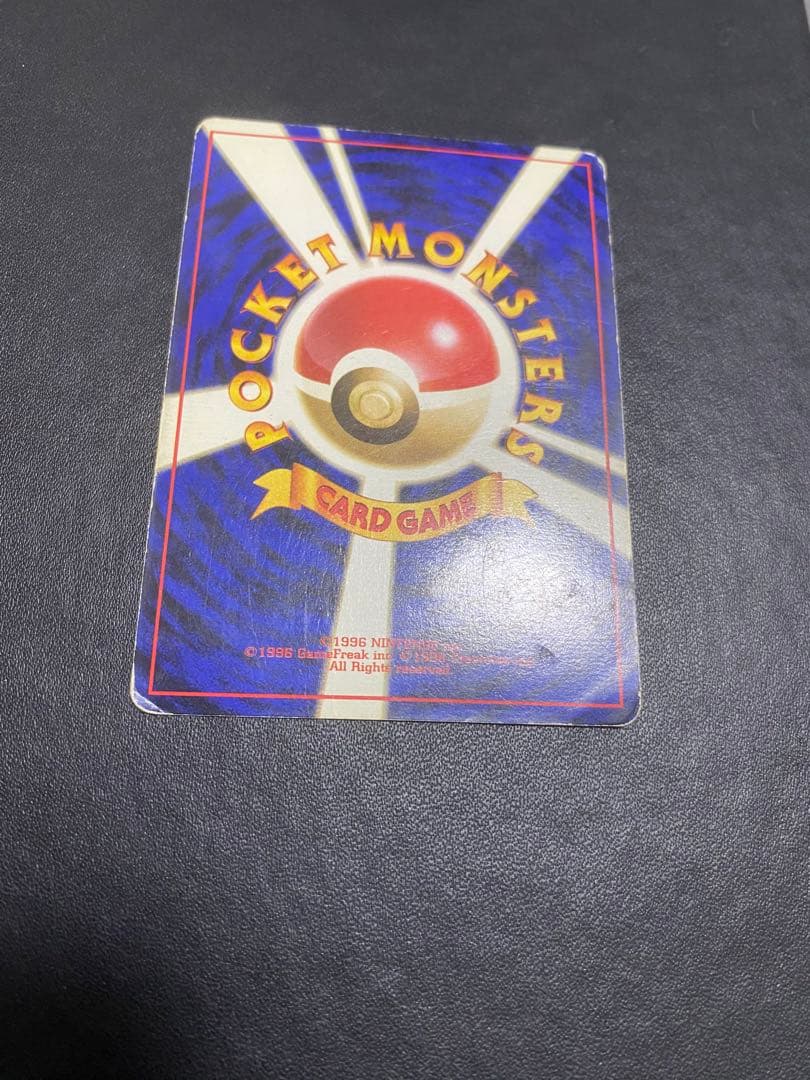 POCKET MONSTERS
CARD GAME
©1996 NINTENDO
©1996 GameFreak inc.
All Rights reserved.